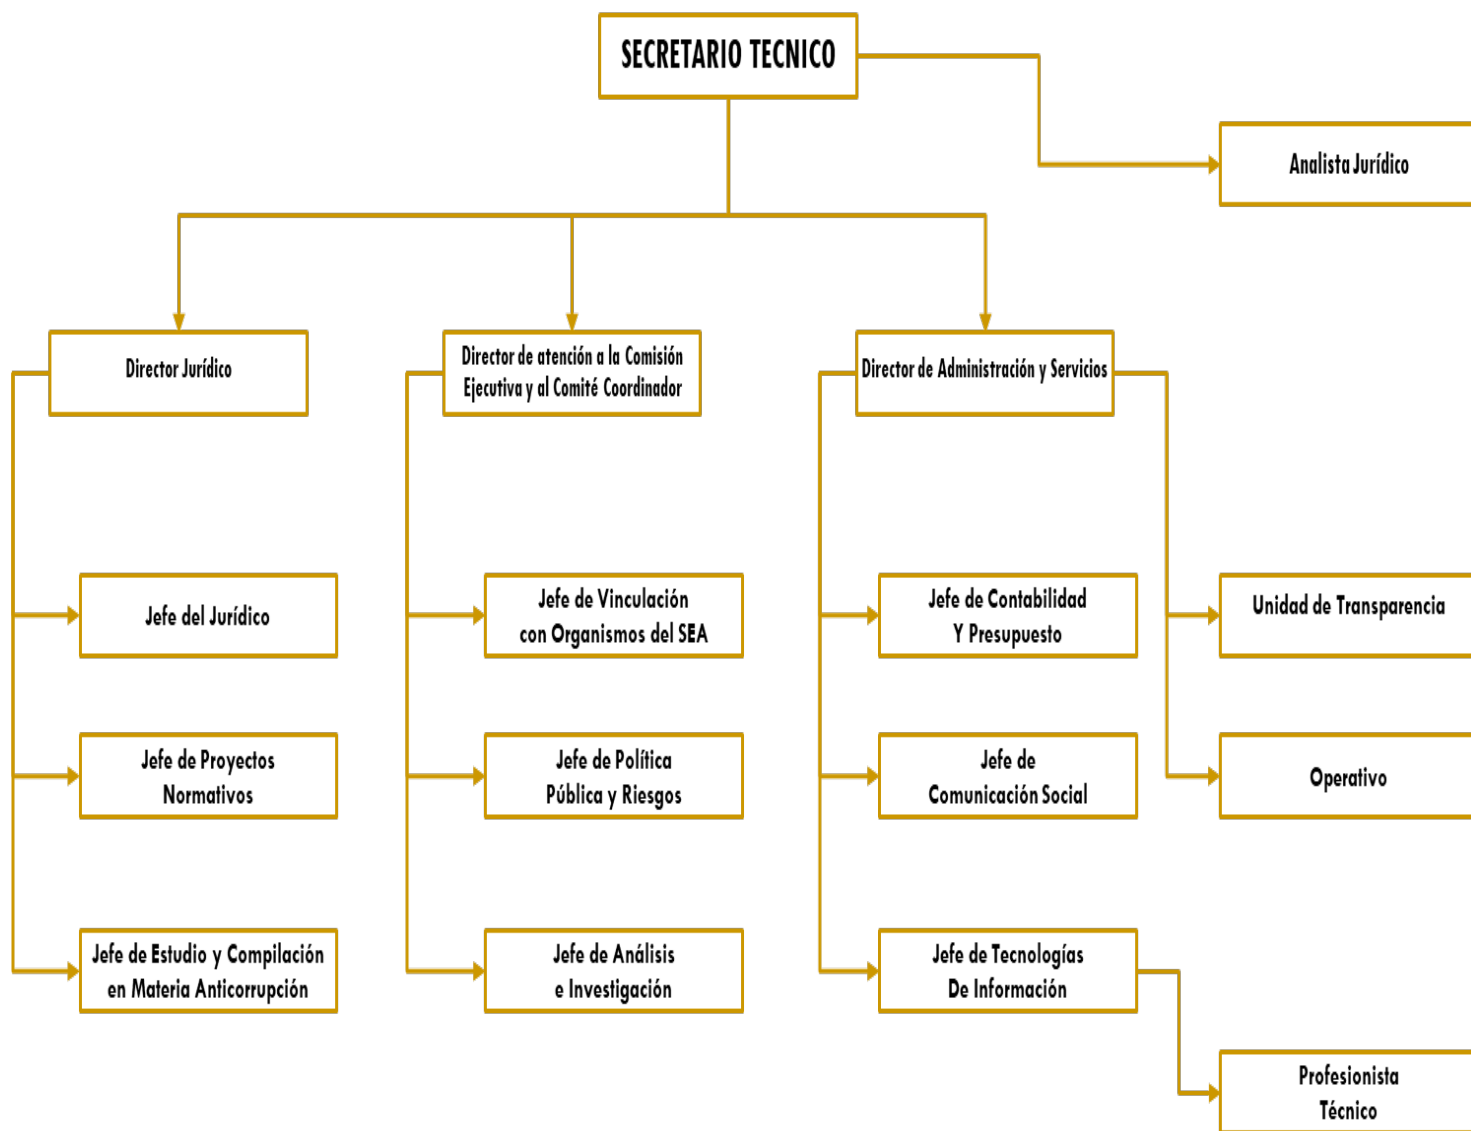 SECRETARIO TECNICO
Analista Jurídico
Director Jurídico
Director de atención a la Comisión
Ejecutiva y al Comité Coordinador
Director de Administración y Servicios
Jefe del Jurídico
Jefe de Vinculación
con Organismos del SEA
Jefe de Contabilidad
Y Presupuesto
Unidad de Transparencia
Jefe de Proyectos
Normativos
Jefe de Política
Pública y Riesgos
Jefe de
Comunicación Social
Operativo
Jefe de Estudio y Compilación
en Materia Anticorrupción
Jefe de Análisis
e Investigación
Jefe de Tecnologías
De Información
Profesionista
Técnico